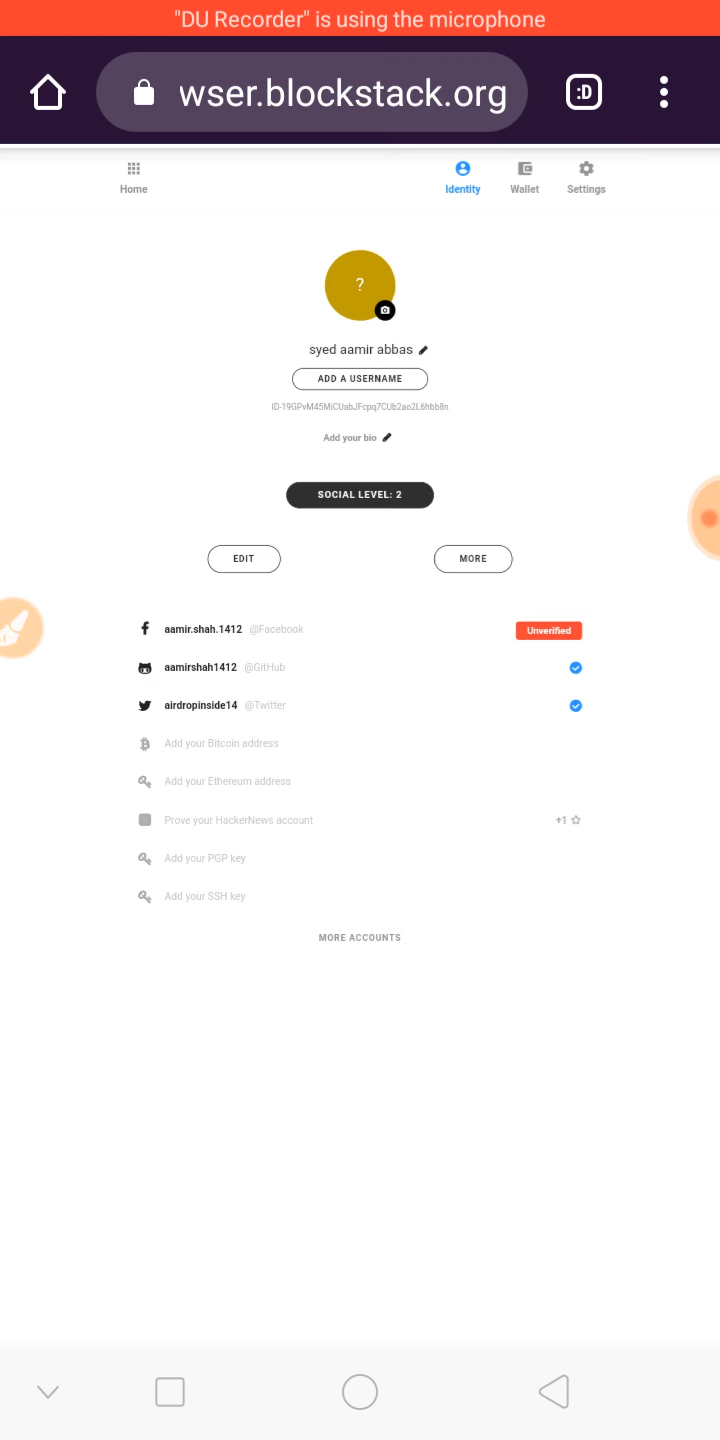 "DU Recorder" is using the microphone
wser.blockstack.org
:D
Home
Identity
Wallet
Settings
?
syed aamir abbas
ADD A USERNAME
ID-19GPvM45MiCUabJFcpq7CUb2ao2L6hbb8n
Add your bio
SOCIAL LEVEL: 2
EDIT
MORE
aamir.shah.1412 @Facebook
Unverified
aamirshah1412 @GitHub
airdropinside14 @Twitter
Add your Bitcoin address
Add your Ethereum address
Prove your HackerNews account
+1
Add your PGP key
Add your SSH key
MORE ACCOUNTS